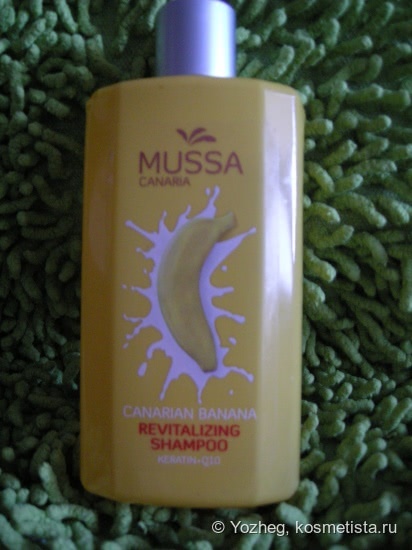 MUSSA
CANARIA
CANARIAN BANANA
REVITALIZING
SHAMPOO
KERATIN+Q10
© Yozheg, kosmetista.ru